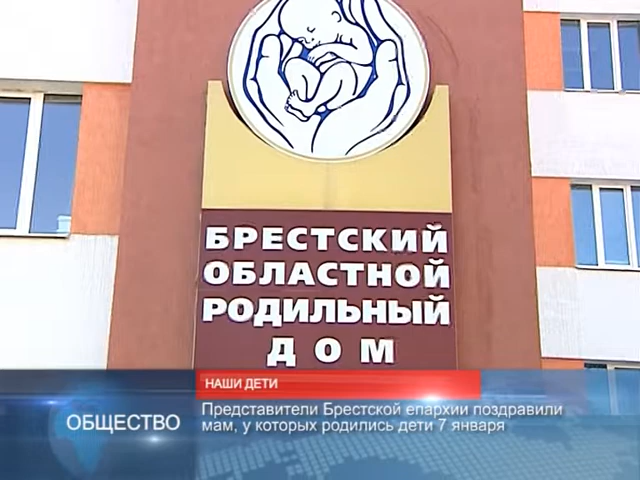 БРЕСТСКИЙ
ОБЛАСТНОЙ
РОДИЛЬНЫЙ
ДОМ
НАШИ ДЕТИ
ОБЩЕСТВО
Представители Брестской епархии поздравили
мам, у которых родились дети 7 января